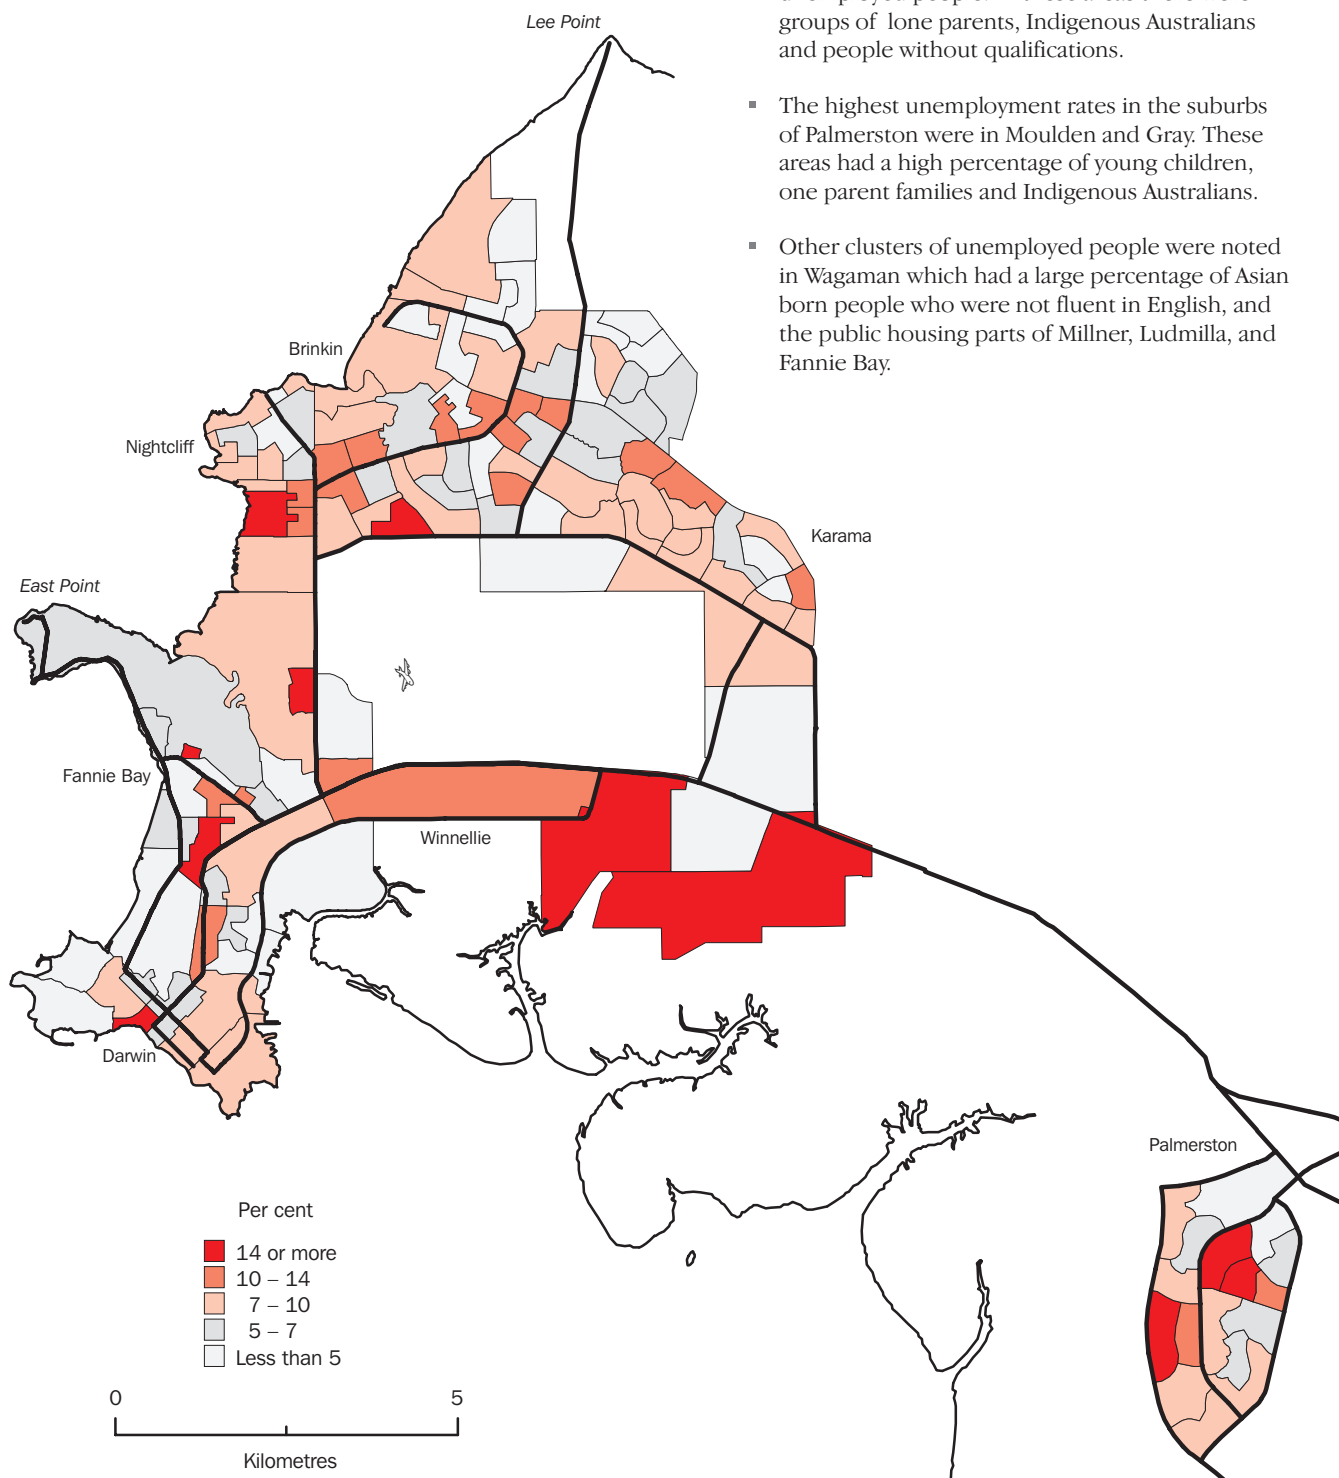 groups of lone parents, Indigenous Australians
and people without qualifications.
▪ The highest unemployment rates in the suburbs
of Palmerston were in Moulden and Gray. These
areas had a high percentage of young children,
one parent families and Indigenous Australians.
▪ Other clusters of unemployed people were noted
in Wagaman which had a large percentage of Asian
born people who were not fluent in English, and
the public housing parts of Millner, Ludmilla, and
Fannie Bay.
Lee Point
Brinkin
Nightcliff
Karama
East Point
Fannie Bay
Winnellie
Darwin
Palmerston
Per cent
14 or more
10 – 14
7 – 10
5 – 7
Less than 5
0 5
Kilometres